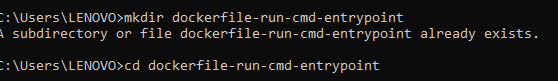 C:\Users\LENOVO>mkdir dockerfile-run-cmd-entrypoint
A subdirectory or file dockerfile-run-cmd-entrypoint already exists.
C:\Users\LENOVO>cd dockerfile-run-cmd-entrypoint